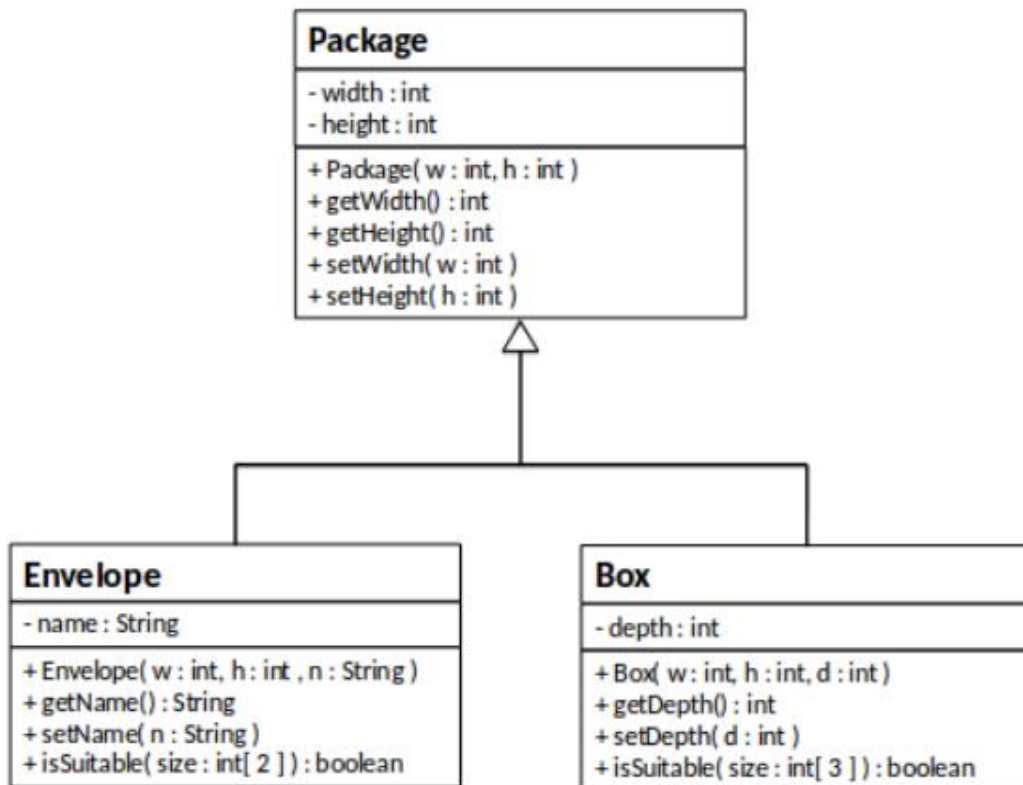 Package
- width : int
- height : int
+ Package( w : int, h : int )
+ getWidth() : int
+ getHeight() : int
+ setWidth( w : int )
+ setHeight( h : int )
Envelope
- name : String
+ Envelope( w : int, h : int , n : String )
+ getName() : String
+ setName( n : String )
+ isSuitable( size : int[ 2 ] ) : boolean
Box
- depth : int
+ Box( w : int, h : int, d : int )
+ getDepth() : int
+ setDepth( d : int )
+ isSuitable( size : int[ 3 ] ) : boolean